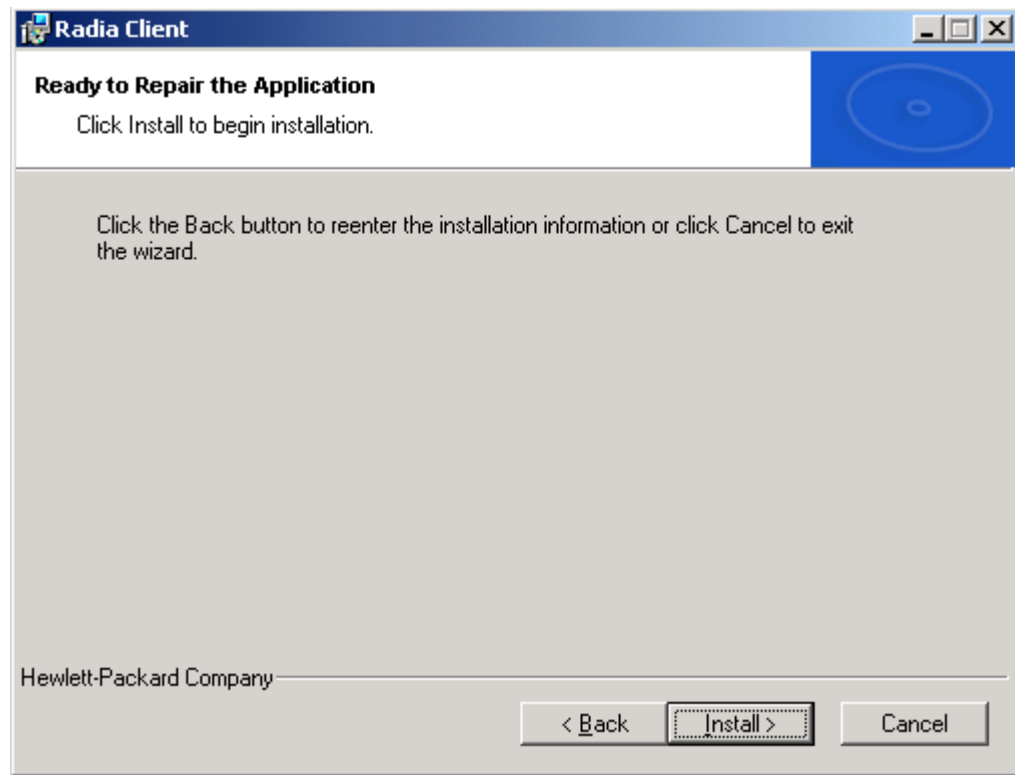 Radia Client
Ready to Repair the Application
Click Install to begin installation.
Click the Back button to reenter the installation information or click Cancel to exit
the wizard.
Hewlett-Packard Company
< Back
Install >
Cancel